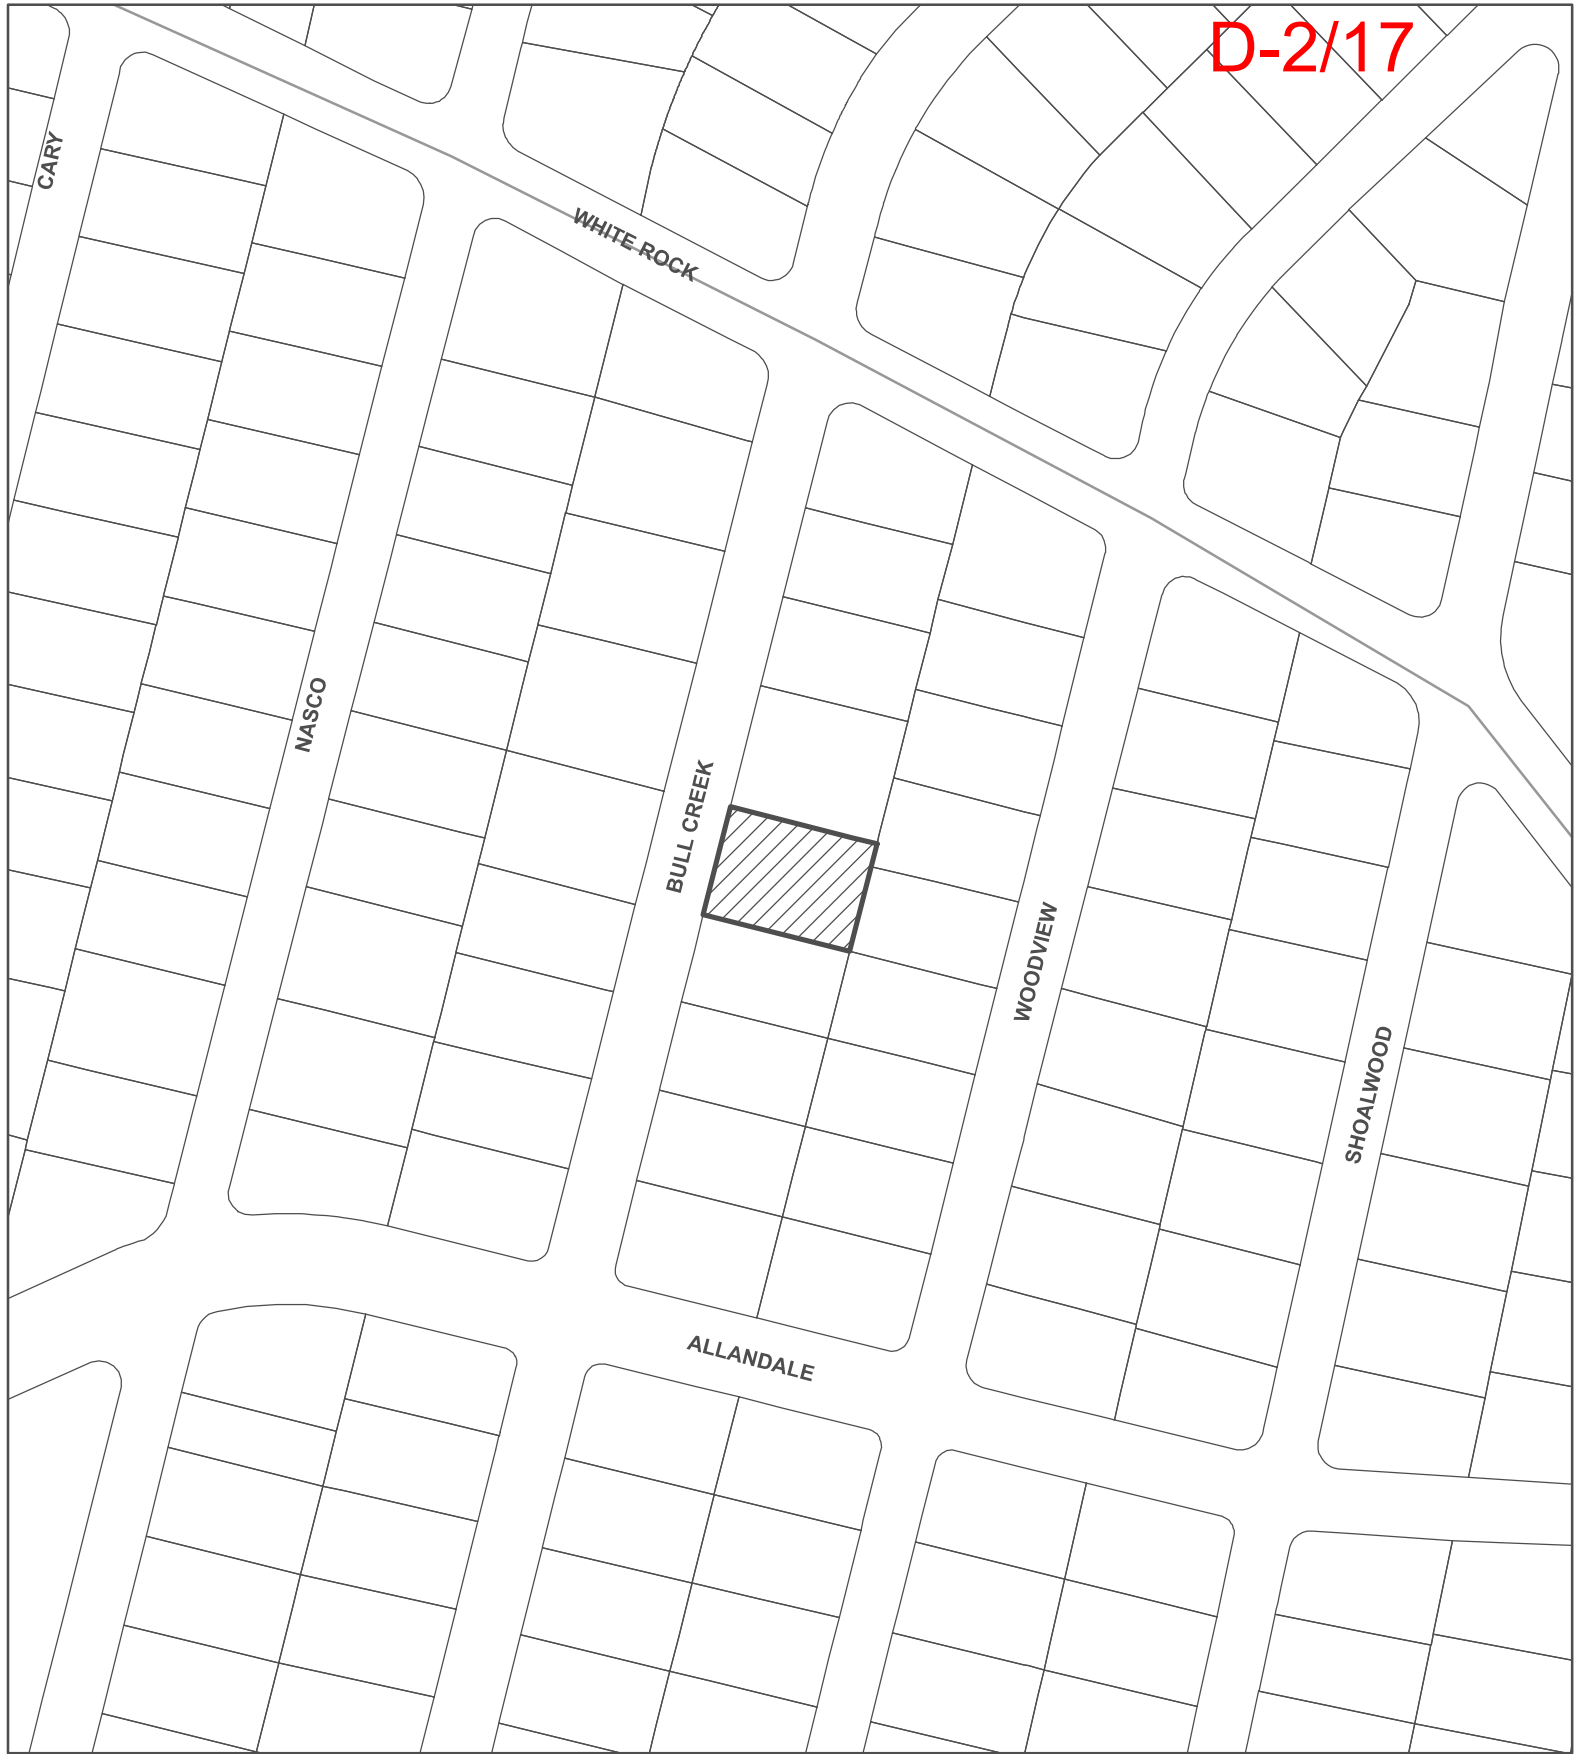 D-2/17
CARY
WHITE ROCK
NASCO
BULL CREEK
WOODVIEW
SHOALWOOD
ALLANDALE